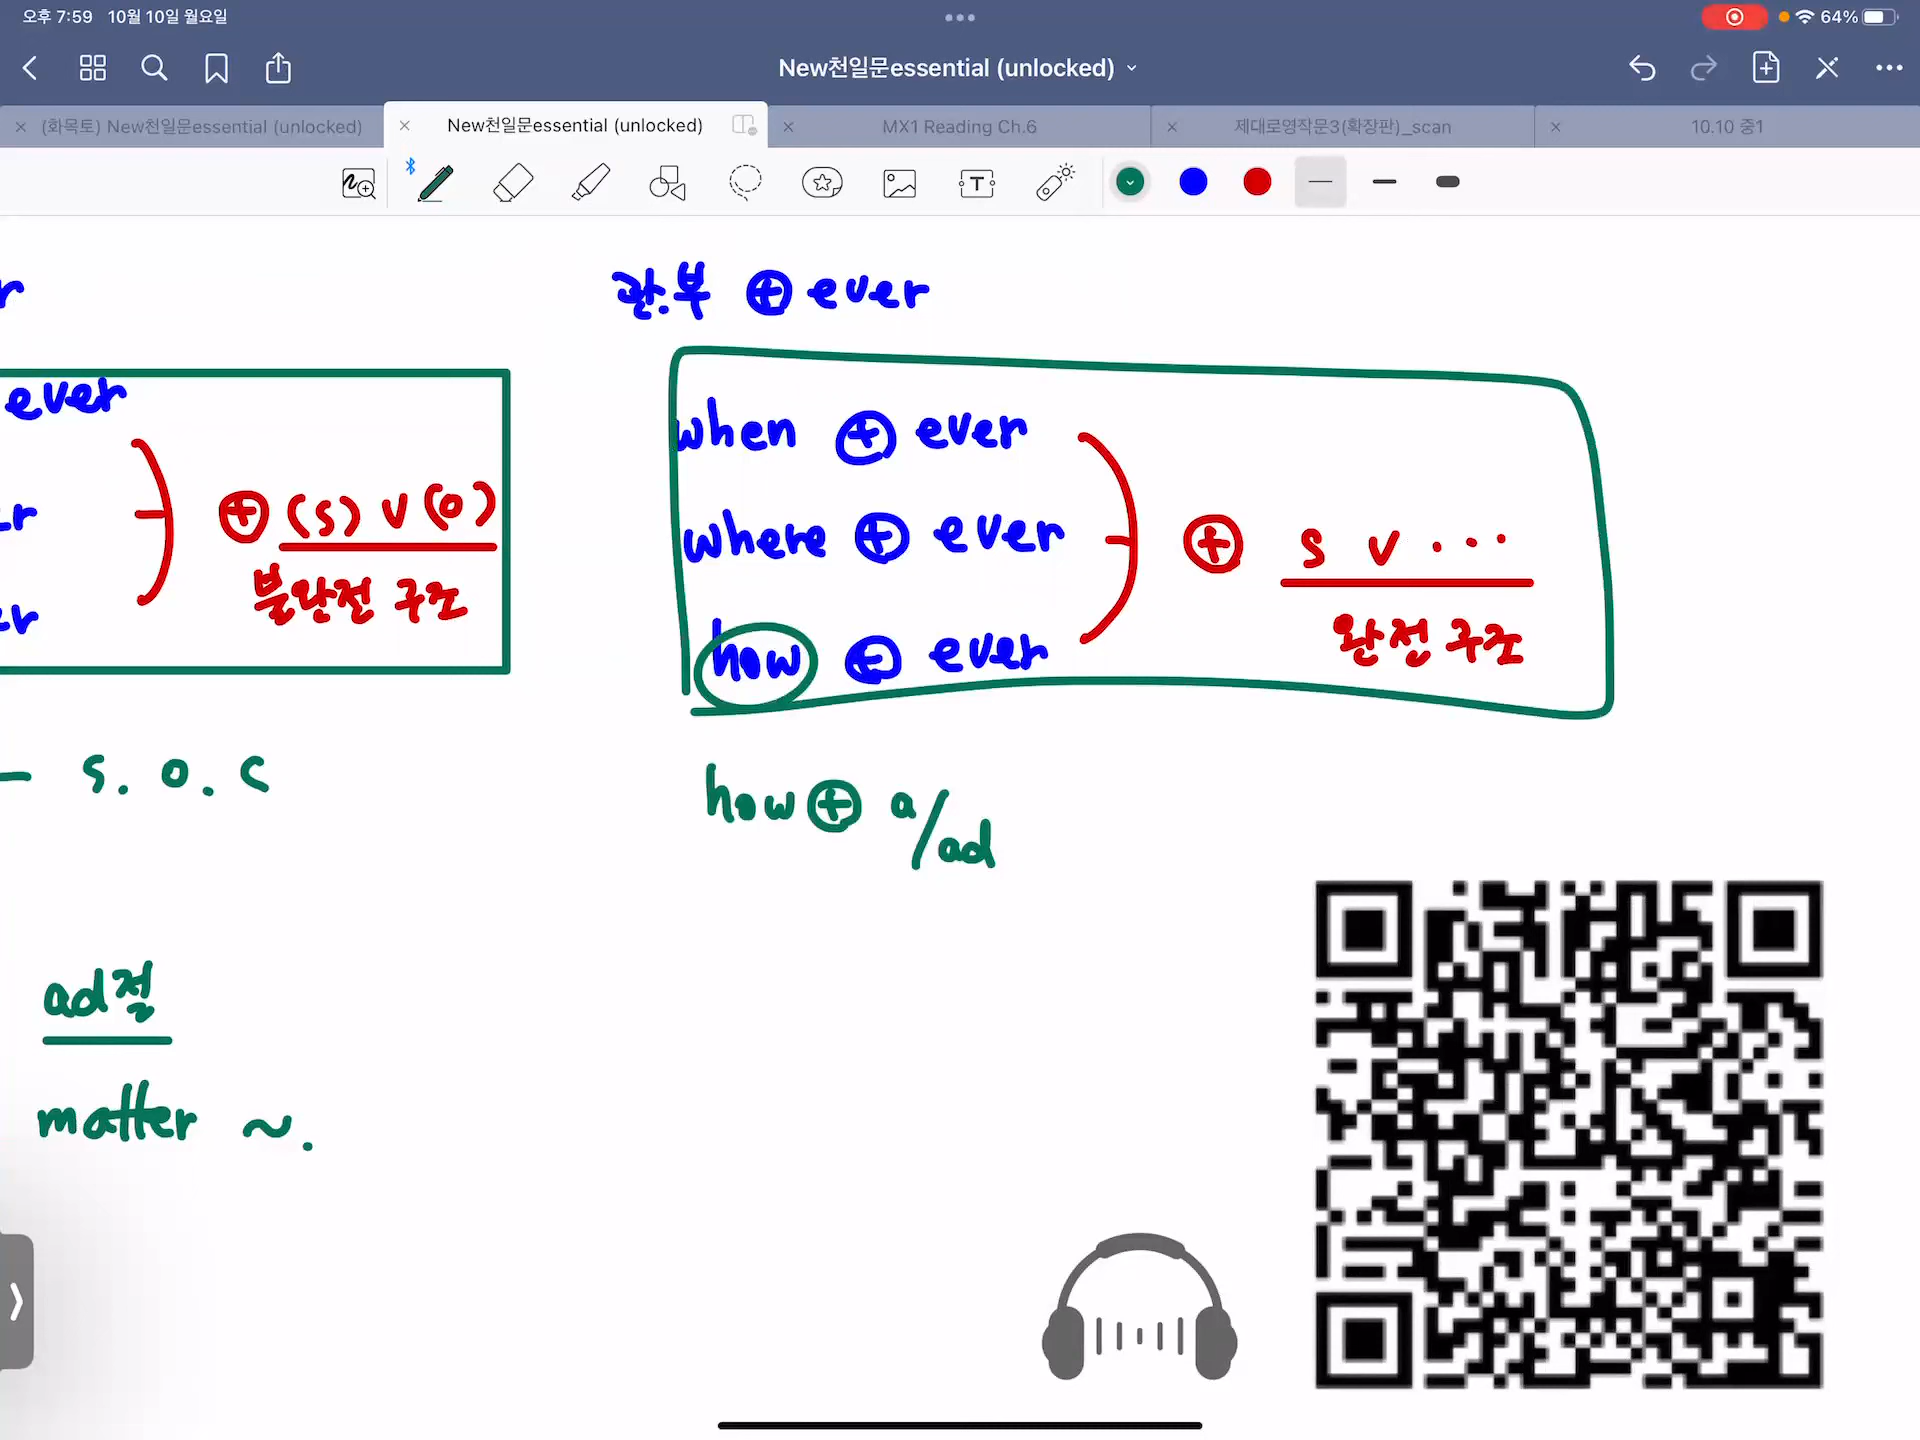 오후 7:59 10월 10일 월요일
64%
New천일문essential (unlocked)
(화목토) New천일문essential (unlocked)
New천일문essential (unlocked)
MX1 Reading Ch.6
제대로영작문3(확장판)_scan
10.10 중1
관.부 ⊕ ever
ever
⊕ (s) v (o)
불완전 구조
when ⊕ ever
where ⊕ ever
how ⊕ ever
⊕ s v ...
완전 구조
s. o. c
how ⊕ a/ad
ad절
matter ~.